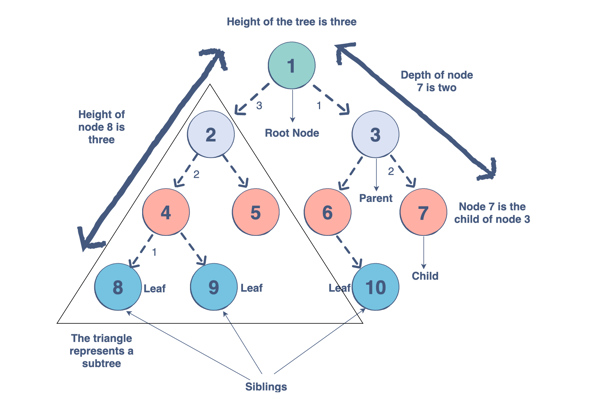 Height of the tree is three
1
Depth of node
7 is two
3
1
Height of
node 8 is
three
Root Node
2
3
2
2
Parent
4
5
6
7
Node 7 is the
child of node 3
1
Child
8
Leaf
9
Leaf
Leaf
10
The triangle
represents a
subtree
Siblings